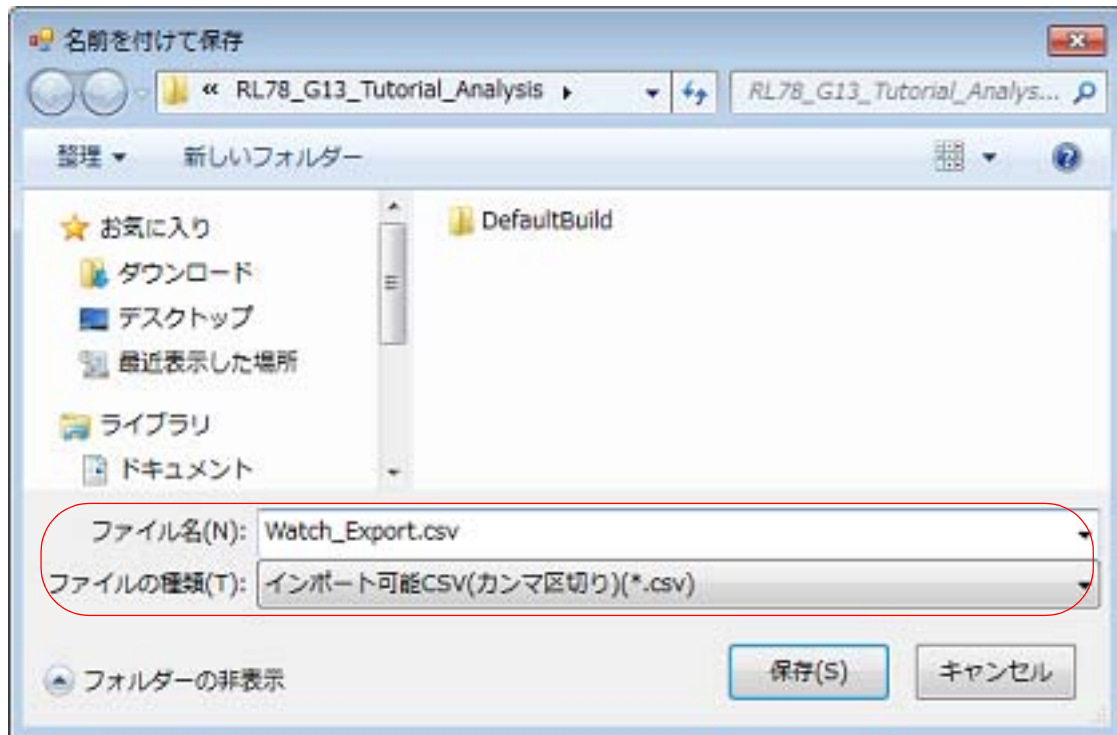 名前を付けて保存
« RL78_G13_Tutorial_Analysis
RL78_G13_Tutorial_Analys...
整理
新しいフォルダー
お気に入り
ダウンロード
デスクトップ
最近表示した場所
ライブラリ
ドキュメント
DefaultBuild
ファイル名(N): Watch_Export.csv
ファイルの種類(T): インポート可能CSV(カンマ区切り)(*.csv)
フォルダーの非表示
保存(S)
キャンセル